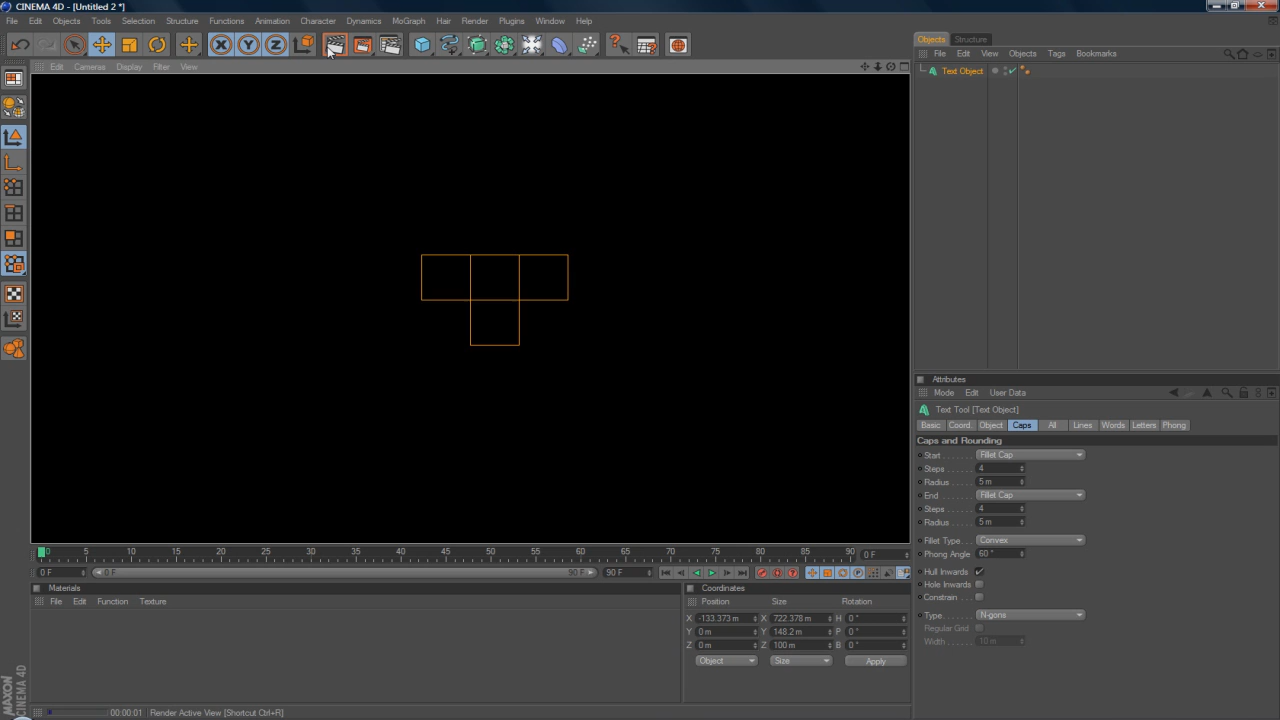 CINEMA 4D - [Untitled 2 *]
File Edit Objects Tools Selection Structure Functions Animation Character Dynamics MoGraph Hair Render Plugins Window Help
Edit Cameras Display Filter View
Objects Structure
File Edit View Objects Tags Bookmarks
Text Object
Attributes
Mode Edit User Data
Text Tool [Text Object]
Basic Coord. Object Caps All Lines Words Letters Phong
Caps and Rounding
Start . . . . . . . Fillet Cap
Steps . . . . . . 4
Radius . . . . . 5 m
End . . . . . . . . Fillet Cap
Steps . . . . . . 4
Radius . . . . . 5 m
Fillet Type . . . Convex
Phong Angle 60 °
Hull Inwards
Hole Inwards
Constrain . . .
Type . . . . . . . N-gons
Regular Grid
Width . . . . . . 10 m
0 5 10 15 20 25 30 35 40 45 50 55 60 65 70 75 80 85 90 0 F
0 F 0 F 90 F 90 F
Materials
File Edit Function Texture
Coordinates
Position Size Rotation
X -133.373 m X 722.378 m H 0 °
Y 0 m Y 148.2 m P 0 °
Z 0 m Z 100 m B 0 °
Object Size Apply
MAXON
CINEMA 4D
00:00:01 Render Active View [Shortcut Ctrl+R]